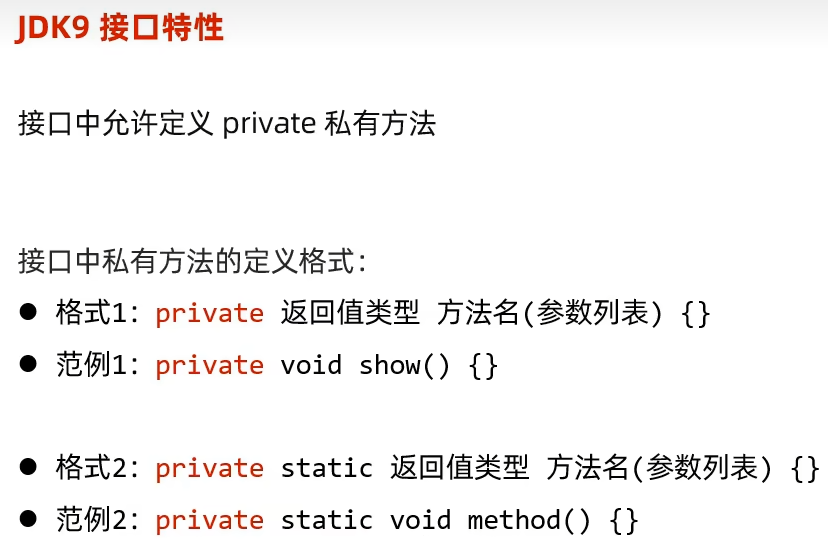 JDK9 接口特性
接口中允许定义 private 私有方法
接口中私有方法的定义格式：
● 格式1：private 返回值类型 方法名(参数列表) {}
● 范例1：private void show() {}
● 格式2：private static 返回值类型 方法名(参数列表) {}
● 范例2：private static void method() {}